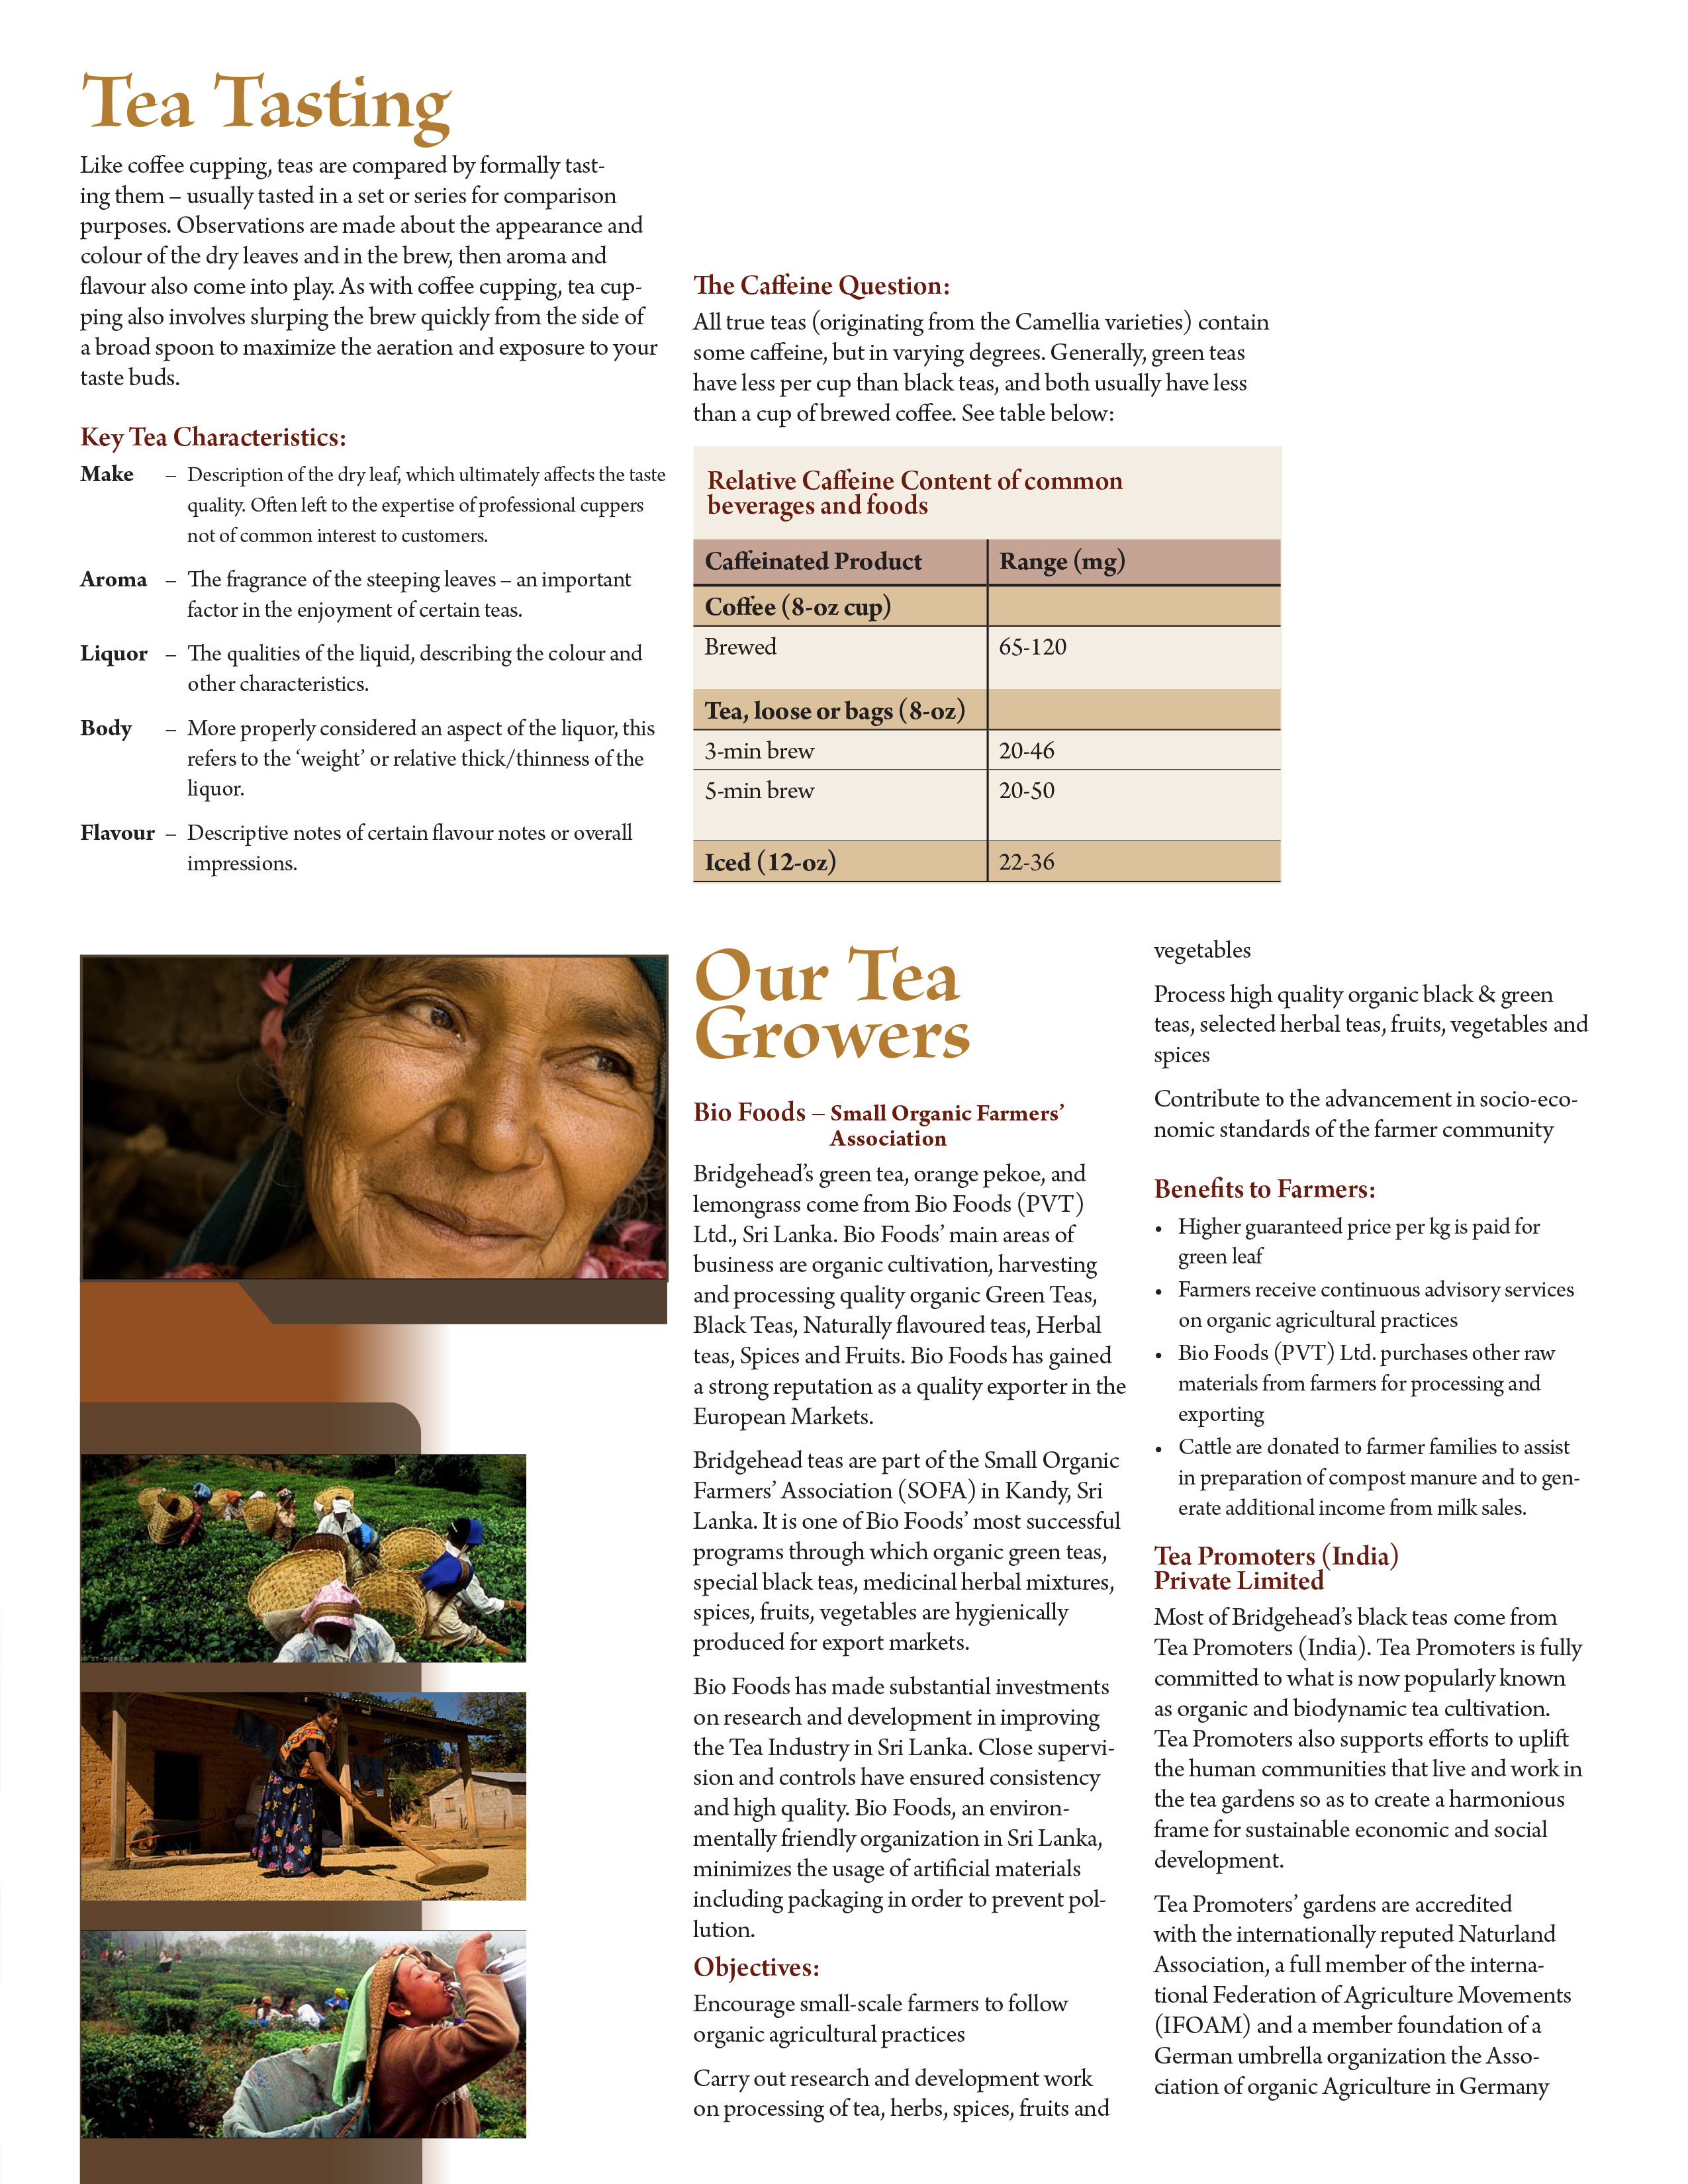 Tea Tasting
Like coffee cupping, teas are compared by formally tast-
ing them – usually tasted in a set or series for comparison
purposes. Observations are made about the appearance and
colour of the dry leaves and in the brew, then aroma and
flavour also come into play. As with coffee cupping, tea cup-
ping also involves slurping the brew quickly from the side of
a broad spoon to maximize the aeration and exposure to your
taste buds.
Key Tea Characteristics:
Make – Description of the dry leaf, which ultimately affects the taste
quality. Often left to the expertise of professional cuppers
not of common interest to customers.
Aroma – The fragrance of the steeping leaves – an important
factor in the enjoyment of certain teas.
Liquor – The qualities of the liquid, describing the colour and
other characteristics.
Body – More properly considered an aspect of the liquor, this
refers to the ‘weight’ or relative thick/thinness of the
liquor.
Flavour – Descriptive notes of certain flavour notes or overall
impressions.
The Caffeine Question:
All true teas (originating from the Camellia varieties) contain
some caffeine, but in varying degrees. Generally, green teas
have less per cup than black teas, and both usually have less
than a cup of brewed coffee. See table below:
Relative Caffeine Content of common
beverages and foods
Caffeinated Product Range (mg)
Coffee (8-oz cup)
Brewed 65-120
Tea, loose or bags (8-oz)
3-min brew 20-46
5-min brew 20-50
Iced (12-oz) 22-36
Our Tea
Growers
Bio Foods – Small Organic Farmers’
Association
Bridgehead’s green tea, orange pekoe, and
lemongrass come from Bio Foods (PVT)
Ltd., Sri Lanka. Bio Foods’ main areas of
business are organic cultivation, harvesting
and processing quality organic Green Teas,
Black Teas, Naturally flavoured teas, Herbal
teas, Spices and Fruits. Bio Foods has gained
a strong reputation as a quality exporter in the
European Markets.
Bridgehead teas are part of the Small Organic
Farmers’ Association (SOFA) in Kandy, Sri
Lanka. It is one of Bio Foods’ most successful
programs through which organic green teas,
special black teas, medicinal herbal mixtures,
spices, fruits, vegetables are hygienically
produced for export markets.
Bio Foods has made substantial investments
on research and development in improving
the Tea Industry in Sri Lanka. Close supervi-
sion and controls have ensured consistency
and high quality. Bio Foods, an environ-
mentally friendly organization in Sri Lanka,
minimizes the usage of artificial materials
including packaging in order to prevent pol-
lution.
Objectives:
Encourage small-scale farmers to follow
organic agricultural practices
Carry out research and development work
on processing of tea, herbs, spices, fruits and
vegetables
Process high quality organic black & green
teas, selected herbal teas, fruits, vegetables and
spices
Contribute to the advancement in socio-eco-
nomic standards of the farmer community
Benefits to Farmers:
• Higher guaranteed price per kg is paid for
green leaf
• Farmers receive continuous advisory services
on organic agricultural practices
• Bio Foods (PVT) Ltd. purchases other raw
materials from farmers for processing and
exporting
• Cattle are donated to farmer families to assist
in preparation of compost manure and to gen-
erate additional income from milk sales.
Tea Promoters (India)
Private Limited
Most of Bridgehead’s black teas come from
Tea Promoters (India). Tea Promoters is fully
committed to what is now popularly known
as organic and biodynamic tea cultivation.
Tea Promoters also supports efforts to uplift
the human communities that live and work in
the tea gardens so as to create a harmonious
frame for sustainable economic and social
development.
Tea Promoters’ gardens are accredited
with the internationally reputed Naturland
Association, a full member of the interna-
tional Federation of Agriculture Movements
(IFOAM) and a member foundation of a
German umbrella organization the Asso-
ciation of organic Agriculture in Germany